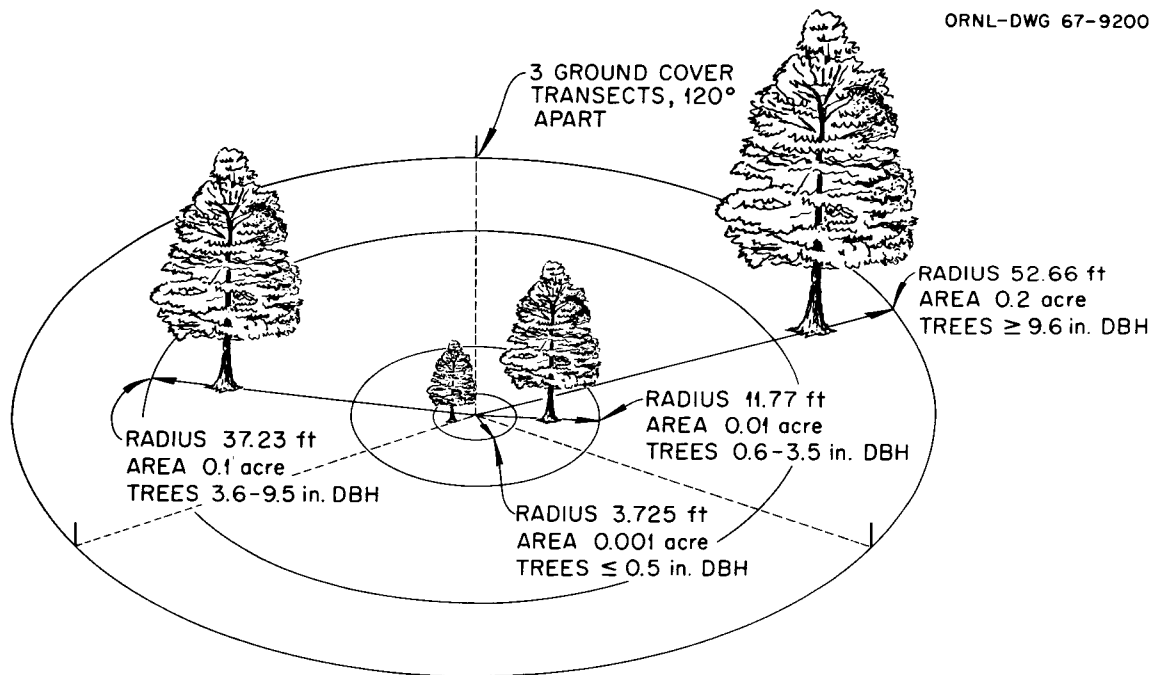 ORNL-DWG 67-9200
3 GROUND COVER
TRANSECTS, 120°
APART
RADIUS 52.66 ft
AREA 0.2 acre
TREES ≥ 9.6 in. DBH
RADIUS 11.77 ft
AREA 0.01 acre
TREES 0.6-3.5 in. DBH
RADIUS 37.23 ft
AREA 0.1 acre
TREES 3.6-9.5 in. DBH
RADIUS 3.725 ft
AREA 0.001 acre
TREES ≤ 0.5 in. DBH